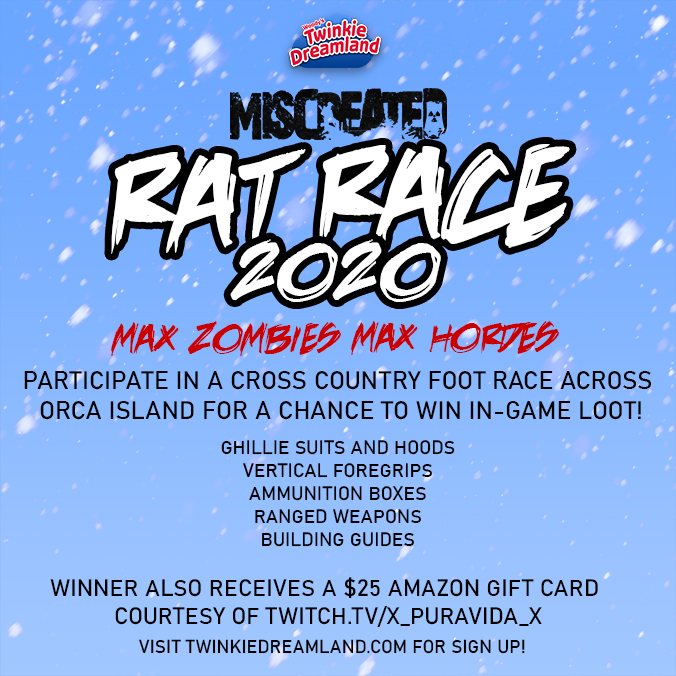 Woody's
Twinkie
Dreamland
MISCREATED
RAT RACE
2020
MAX ZOMBIES MAX HORDES
PARTICIPATE IN A CROSS COUNTRY FOOT RACE ACROSS
ORCA ISLAND FOR A CHANCE TO WIN IN-GAME LOOT!
GHILLIE SUITS AND HOODS
VERTICAL FOREGRIPS
AMMUNITION BOXES
RANGED WEAPONS
BUILDING GUIDES
WINNER ALSO RECEIVES A $25 AMAZON GIFT CARD
COURTESY OF TWITCH.TV/X_PURAVIDA_X
VISIT TWINKIEDREAMLAND.COM FOR SIGN UP!